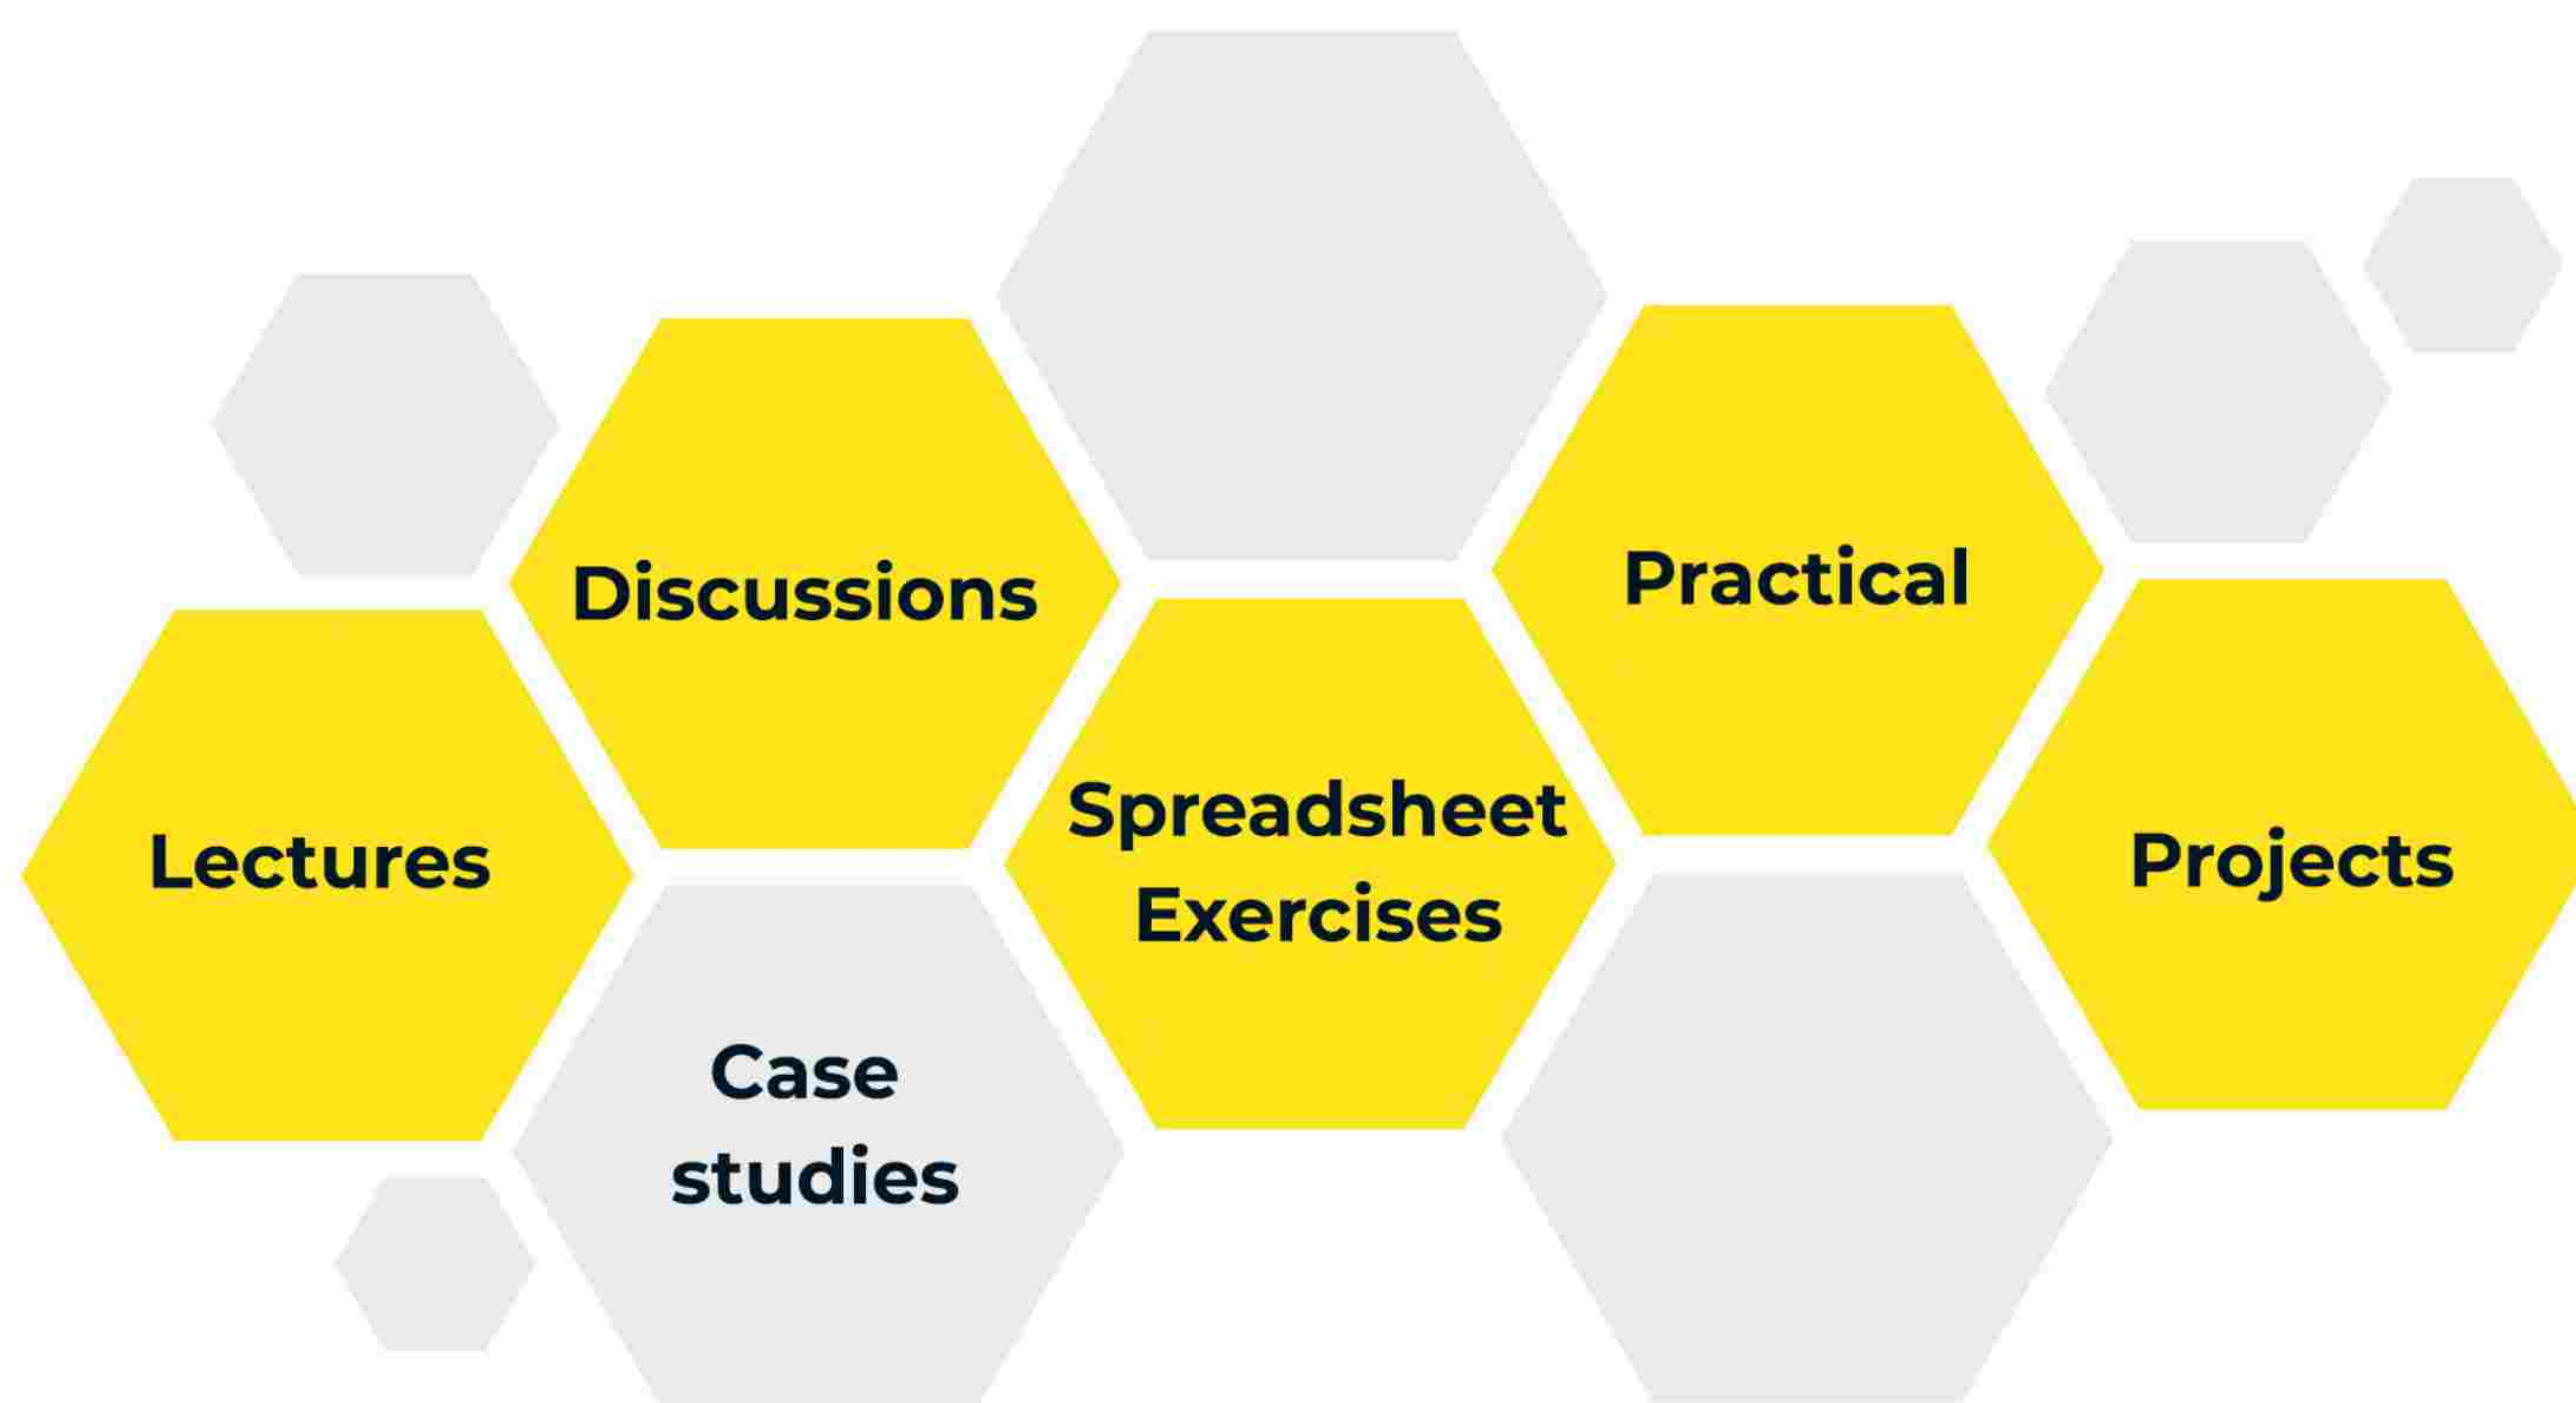 Discussions
Practical
Lectures
Spreadsheet
Exercises
Projects
Case
studies